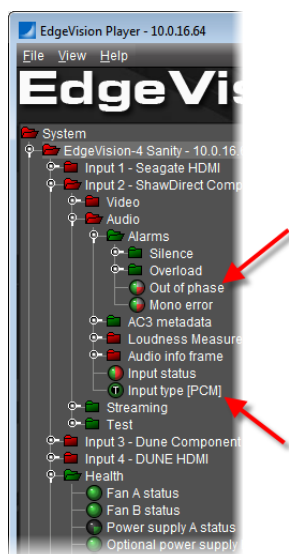 EdgeVision Player - 10.0.16.64
File View Help
EdgeVi
System
EdgeVision-4 Sanity - 10.0.16.
Input 1 - Seagate HDMI
Input 2 - ShawDirect Comp
Video
Audio
Alarms
Silence
Overload
Out of phase
Mono error
AC3 metadata
Loudness Measure
Audio info frame
Input status
T Input type [PCM]
Streaming
Test
Input 3 - Dune Component
Input 4 - DUNE HDMI
Health
Fan A status
Fan B status
Power supply A status
Optional power supply